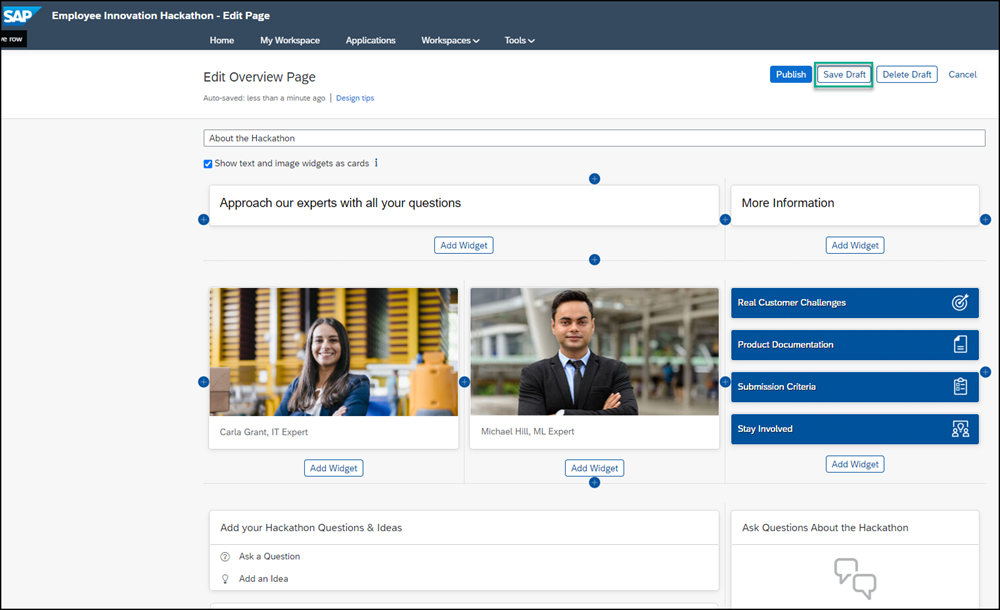 SAP
Employee Innovation Hackathon - Edit Page
ve row
Home My Workspace Applications Workspaces Tools
Edit Overview Page
Publish Save Draft Delete Draft Cancel
Auto-saved: less than a minute ago | Design tips
About the Hackathon
Show text and image widgets as cards i
Approach our experts with all your questions
More Information
Add Widget
Add Widget
Real Customer Challenges
Product Documentation
Submission Criteria
Stay Involved
Carla Grant, IT Expert
Michael Hill, ML Expert
Add Widget
Add Widget
Add Widget
Add your Hackathon Questions & Ideas
Ask a Question
Add an Idea
Ask Questions About the Hackathon